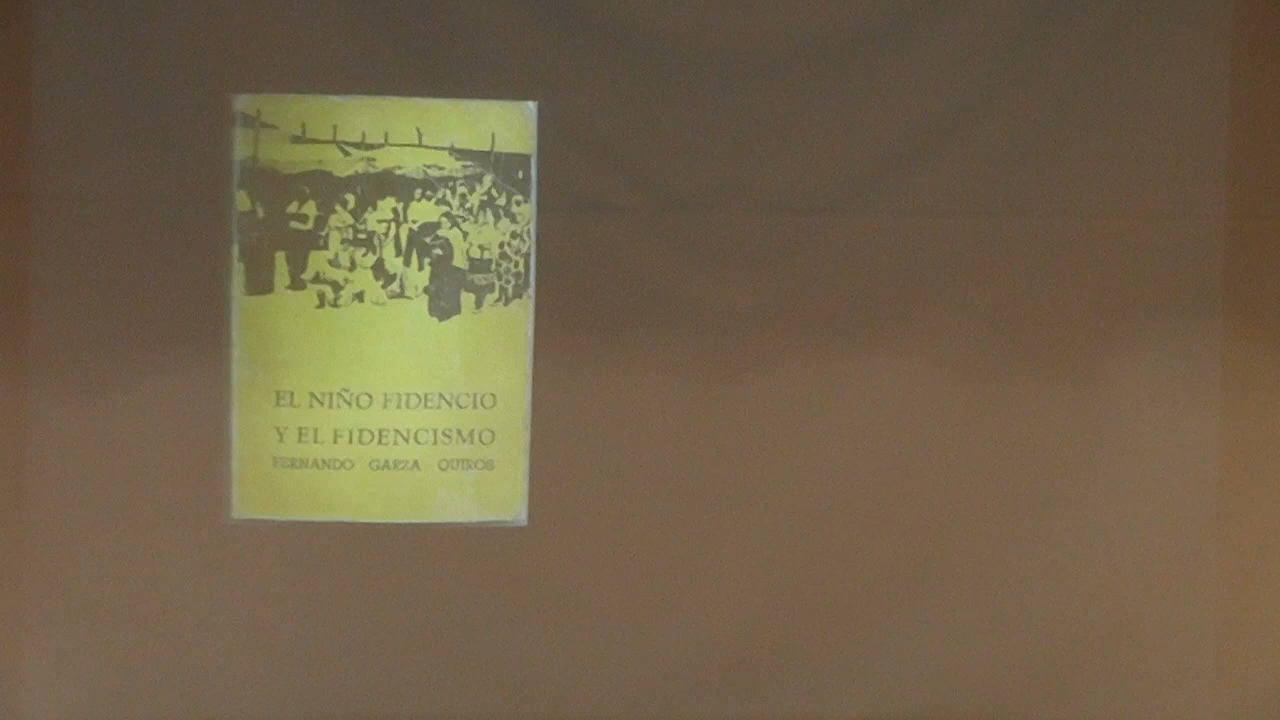 EL NIÑO FIDENCIO
Y EL FIDENCISMO
FERNANDO GARZA QUIROS